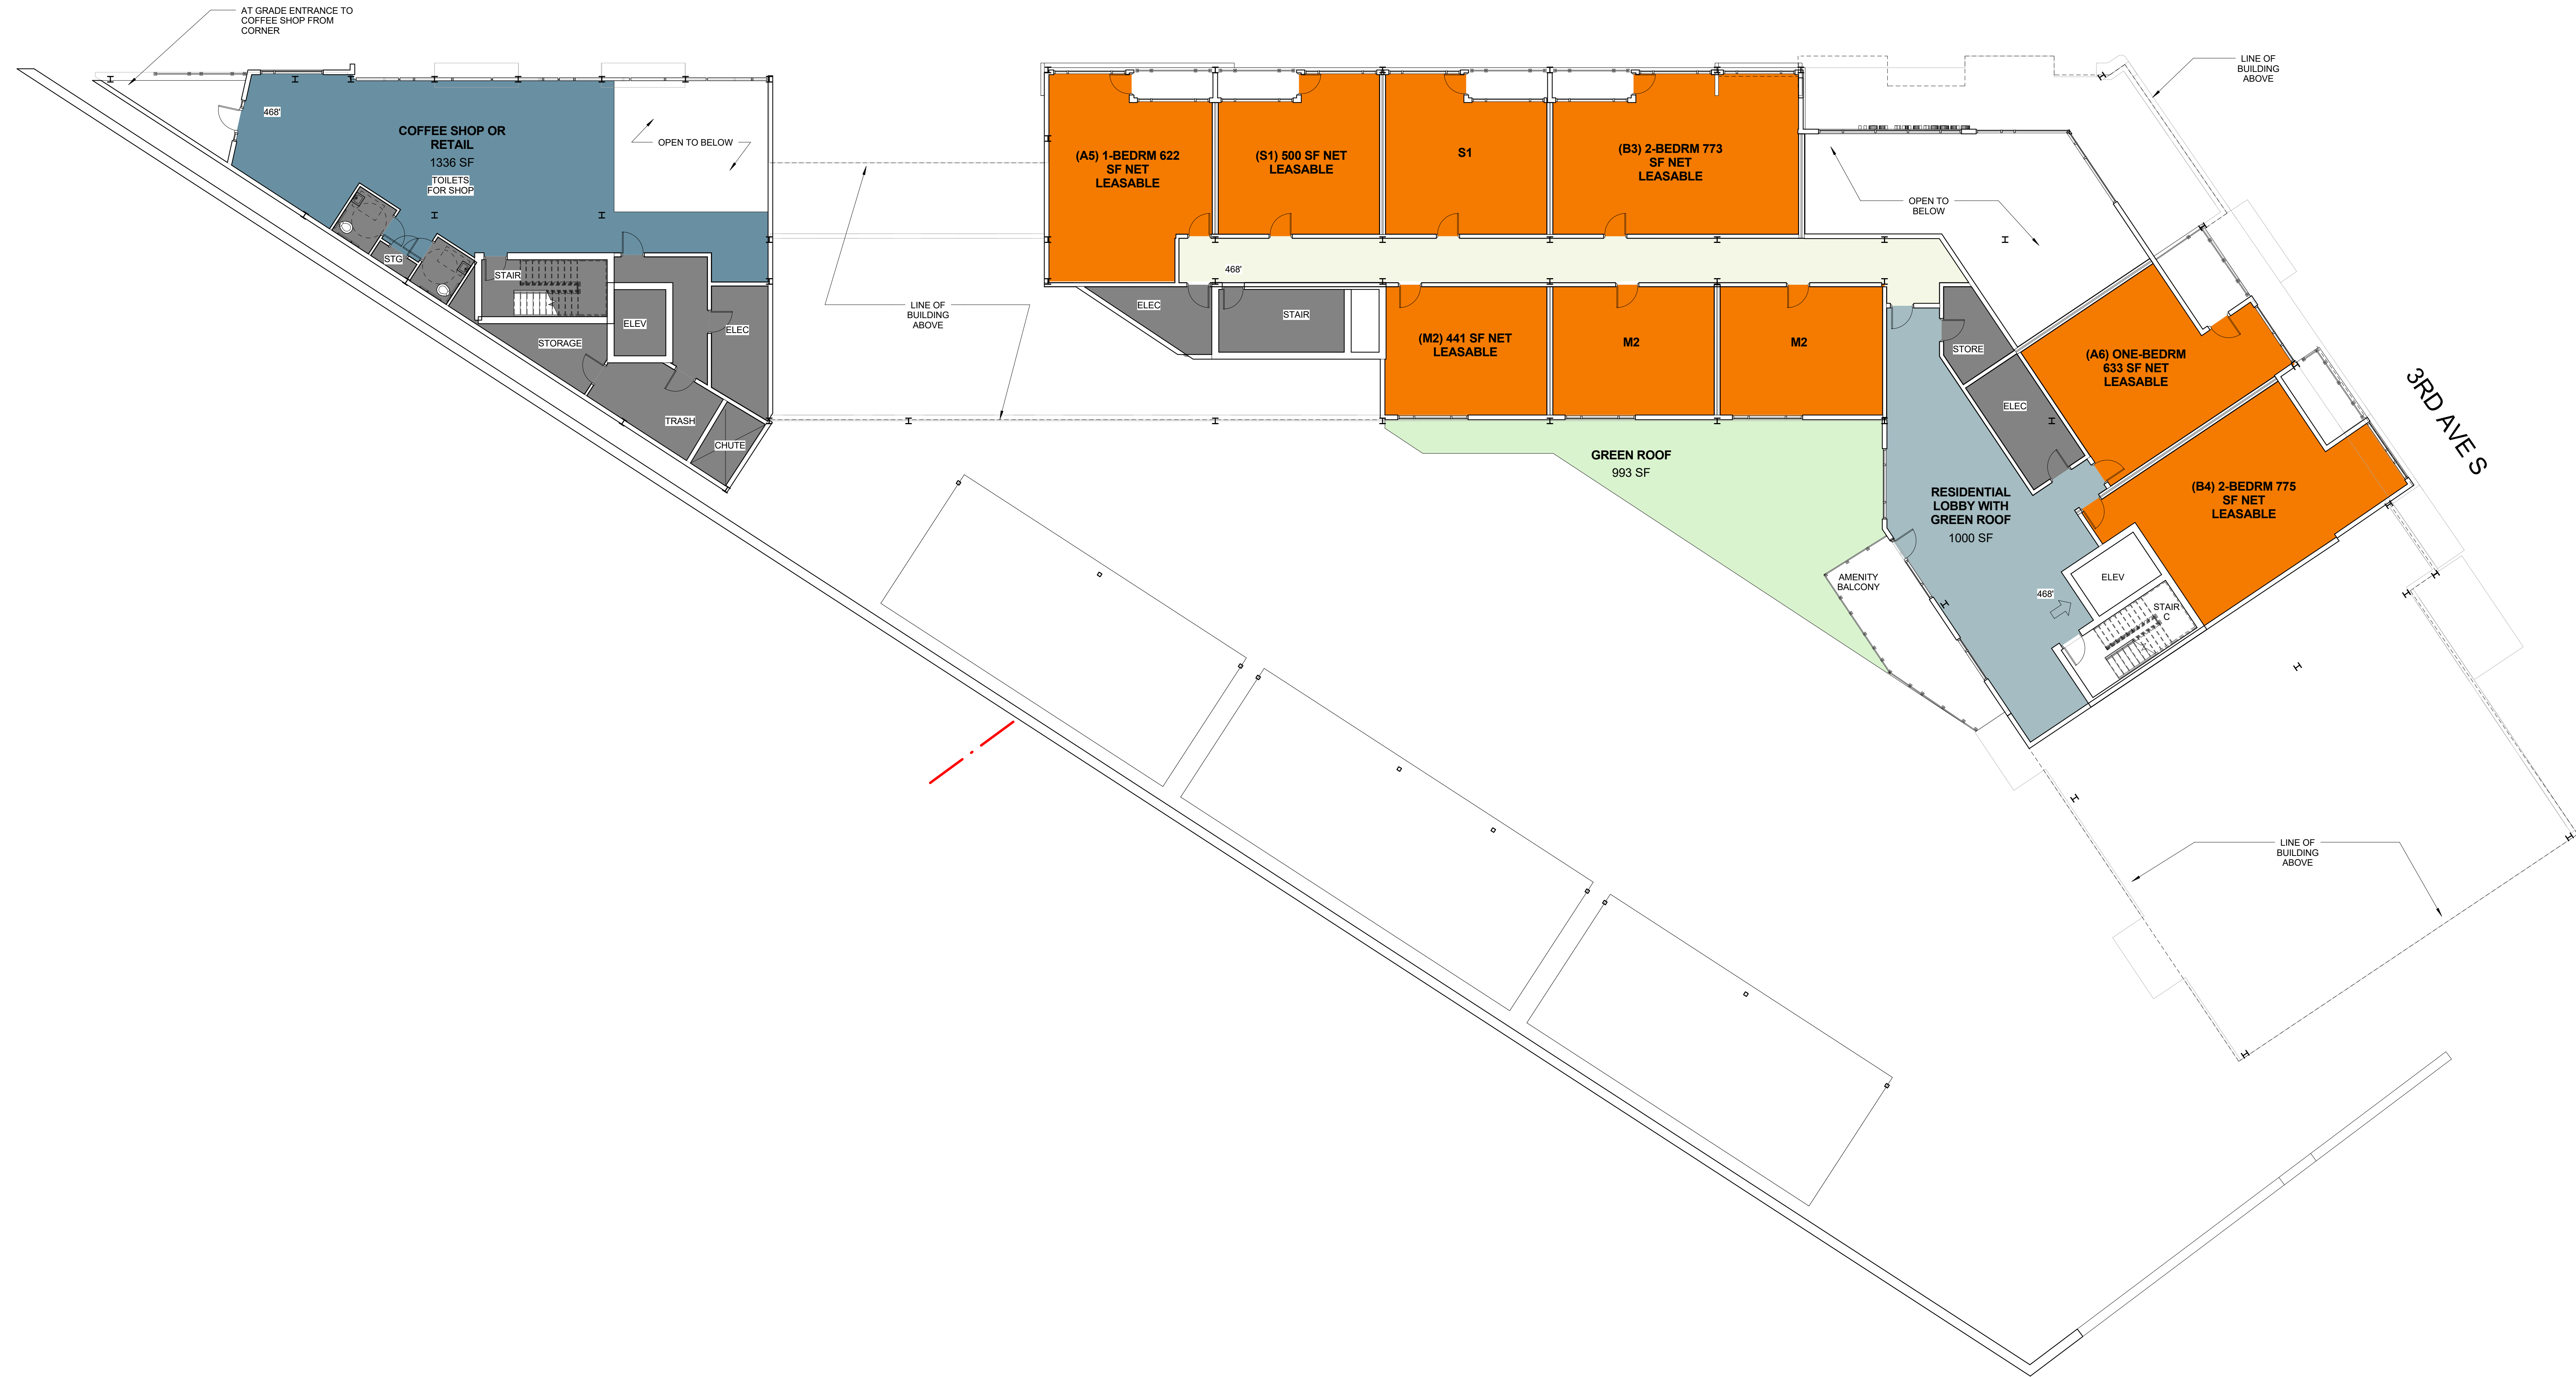 AT GRADE ENTRANCE TO
COFFEE SHOP FROM
CORNER
468'
COFFEE SHOP OR
RETAIL
1336 SF
TOILETS
FOR SHOP
OPEN TO BELOW
STG
STAIR
ELEV
ELEC
STORAGE
TRASH
CHUTE
LINE OF
BUILDING
ABOVE
(A5) 1-BEDRM 622
SF NET
LEASABLE
(S1) 500 SF NET
LEASABLE
S1
(B3) 2-BEDRM 773
SF NET
LEASABLE
468'
ELEC
STAIR
(M2) 441 SF NET
LEASABLE
M2
M2
GREEN ROOF
993 SF
OPEN TO
BELOW
LINE OF
BUILDING
ABOVE
STORE
ELEC
(A6) ONE-BEDRM
633 SF NET
LEASABLE
(B4) 2-BEDRM 775
SF NET
LEASABLE
3RD AVE S
RESIDENTIAL
LOBBY WITH
GREEN ROOF
1000 SF
AMENITY
BALCONY
468'
ELEV
STAIR
C
LINE OF
BUILDING
ABOVE